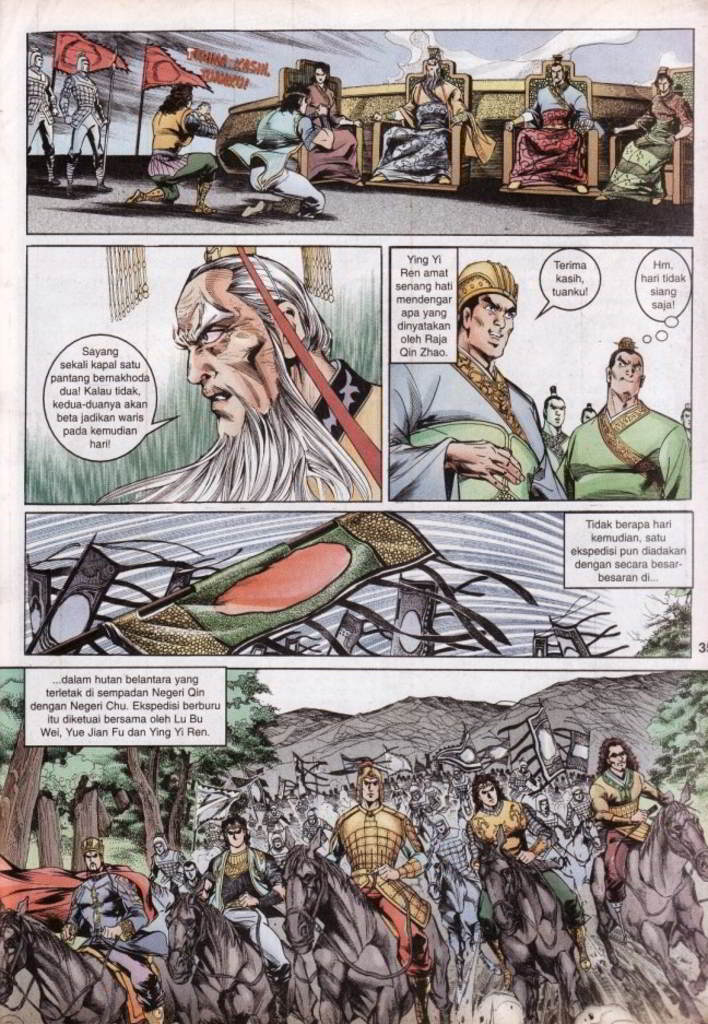 TERIMA KASIH,
TUANKU!
Sayang
sekali kapal satu
pantang bernakhoda
dua! Kalau tidak,
kedua-duanya akan
beta jadikan waris
pada kemudian
hari!
Ying Yi
Ren amat
senang hati
mendengar
apa yang
dinyatakan
oleh Raja
Qin Zhao.
Terima
kasih,
tuanku!
Hm,
hari tidak
siang
saja!
Tidak berapa hari
kemudian, satu
ekspedisi pun diadakan
dengan secara besar-
besaran di...
...dalam hutan belantara yang
terletak di sempadan Negeri Qin
dengan Negeri Chu. Ekspedisi berburu
itu diketuai bersama oleh Lu Bu
Wei, Yue Jian Fu dan Ying Yi Ren.